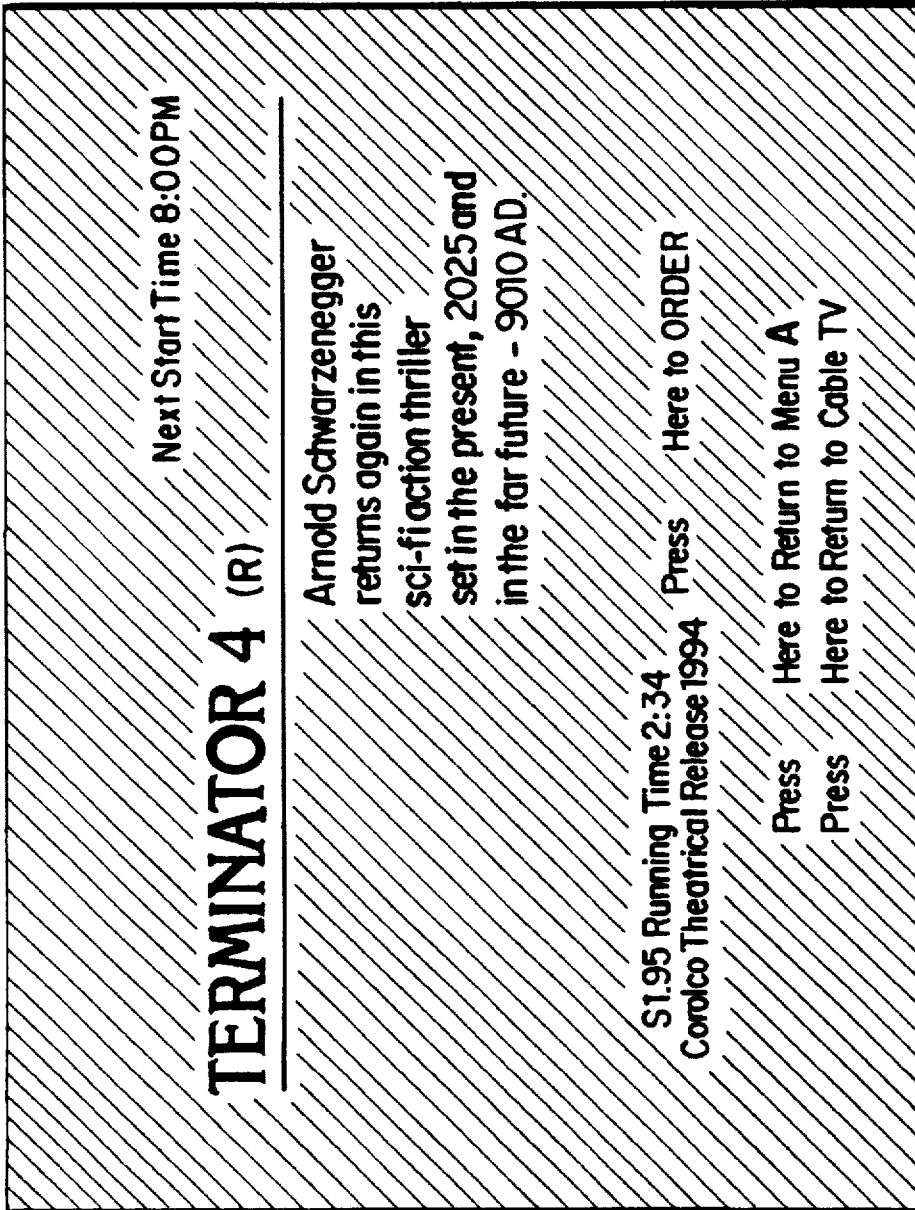 Next Start Time 8:00PM
TERMINATOR 4 (R)
Arnold Schwarzenegger
returns again in this
sci-fi action thriller
set in the present, 2025 and
in the far future - 9010 AD.
S1.95 Running Time 2:34
Corolco Theatrical Release 1994
Press Here to ORDER
Press Here to Return to Menu A
Press Here to Return to Cable TV